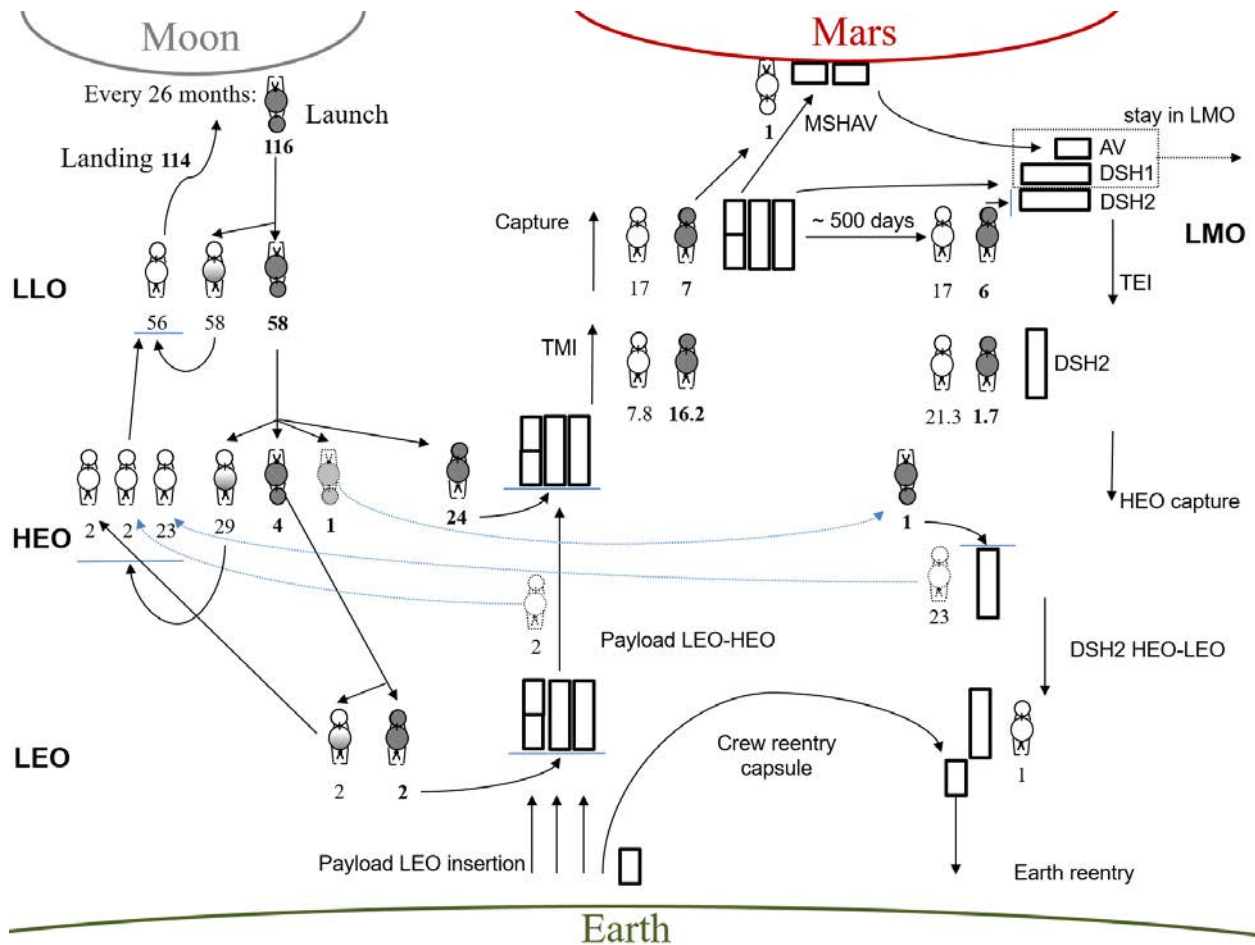 Moon
Mars
Every 26 months:
Launch
116
Landing 114
1
MSHAV
stay in LMO
AV
DSH1
DSH2
LMO
Capture
~ 500 days
17
7
17
6
TEI
LLO
56
58
58
TMI
7.8
16.2
21.3
1.7
DSH2
HEO
2
2
23
29
4
1
24
1
HEO capture
23
2
Payload LEO-HEO
DSH2 HEO-LEO
LEO
2
2
Crew reentry
capsule
1
Payload LEO insertion
Earth reentry
Earth